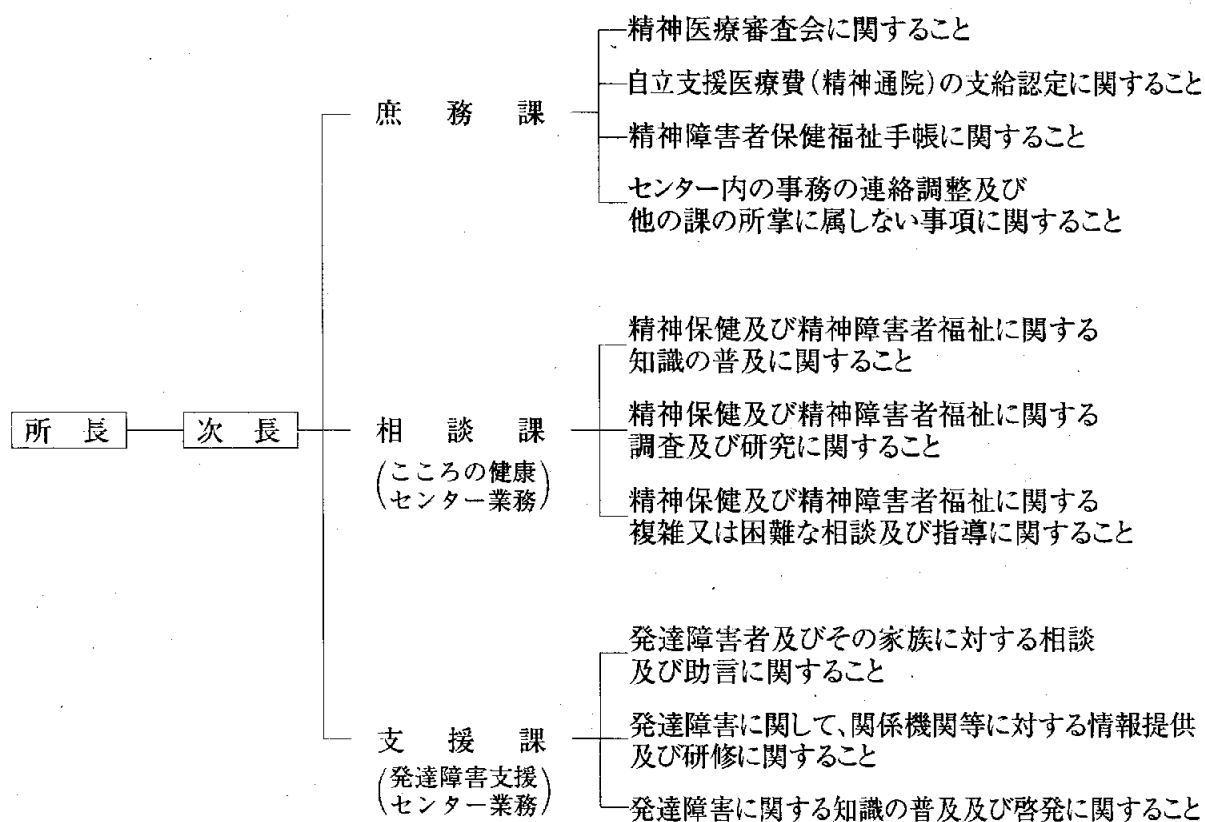 所長
次長
庶務課
精神医療審査会に関すること
自立支援医療費(精神通院)の支給認定に関すること
精神障害者保健福祉手帳に関すること
センター内の事務の連絡調整及び
他の課の所掌に属しない事項に関すること
相談課
(こころの健康
センター業務)
精神保健及び精神障害者福祉に関する
知識の普及に関すること
精神保健及び精神障害者福祉に関する
調査及び研究に関すること
精神保健及び精神障害者福祉に関する
複雑又は困難な相談及び指導に関すること
支援課
(発達障害支援
センター業務)
発達障害者及びその家族に対する相談
及び助言に関すること
発達障害に関して、関係機関等に対する情報提供
及び研修に関すること
発達障害に関する知識の普及及び啓発に関すること